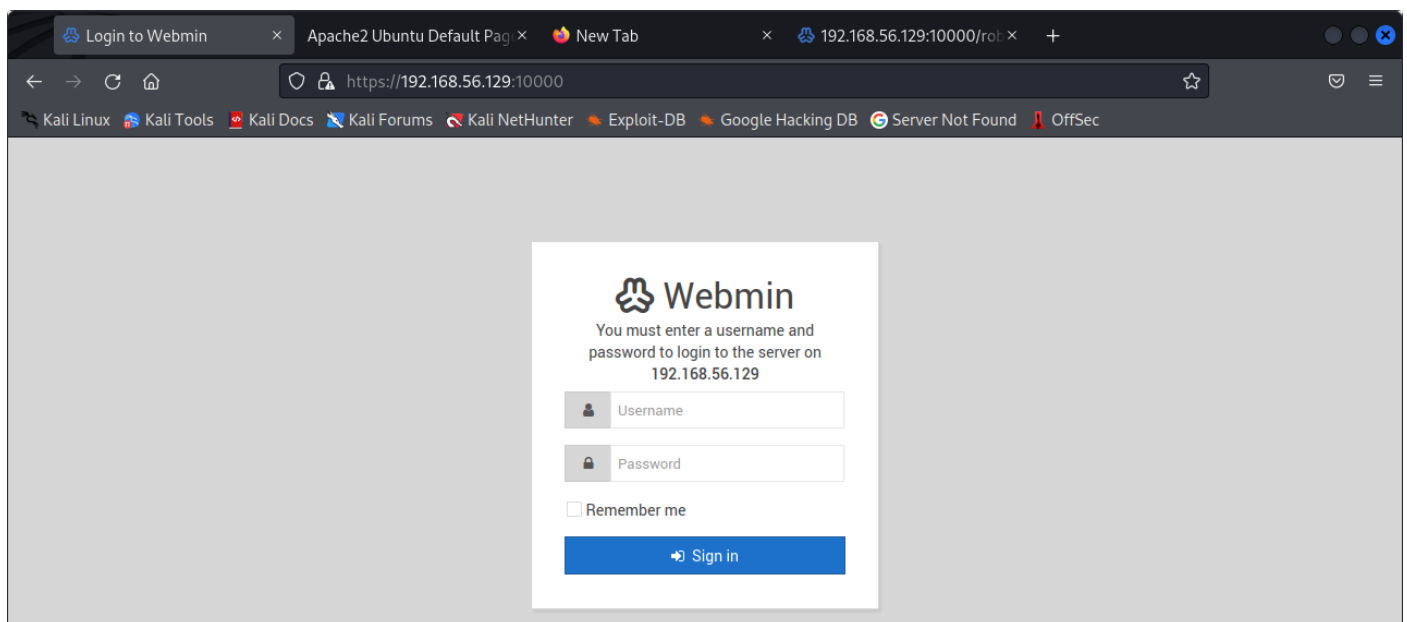 Login to Webmin
Apache2 Ubuntu Default Pag
New Tab
192.168.56.129:10000/rob
https://192.168.56.129:10000
Kali Linux Kali Tools Kali Docs Kali Forums Kali NetHunter Exploit-DB Google Hacking DB Server Not Found OffSec
Webmin
You must enter a username and
password to login to the server on
192.168.56.129
Username
Password
Remember me
Sign in